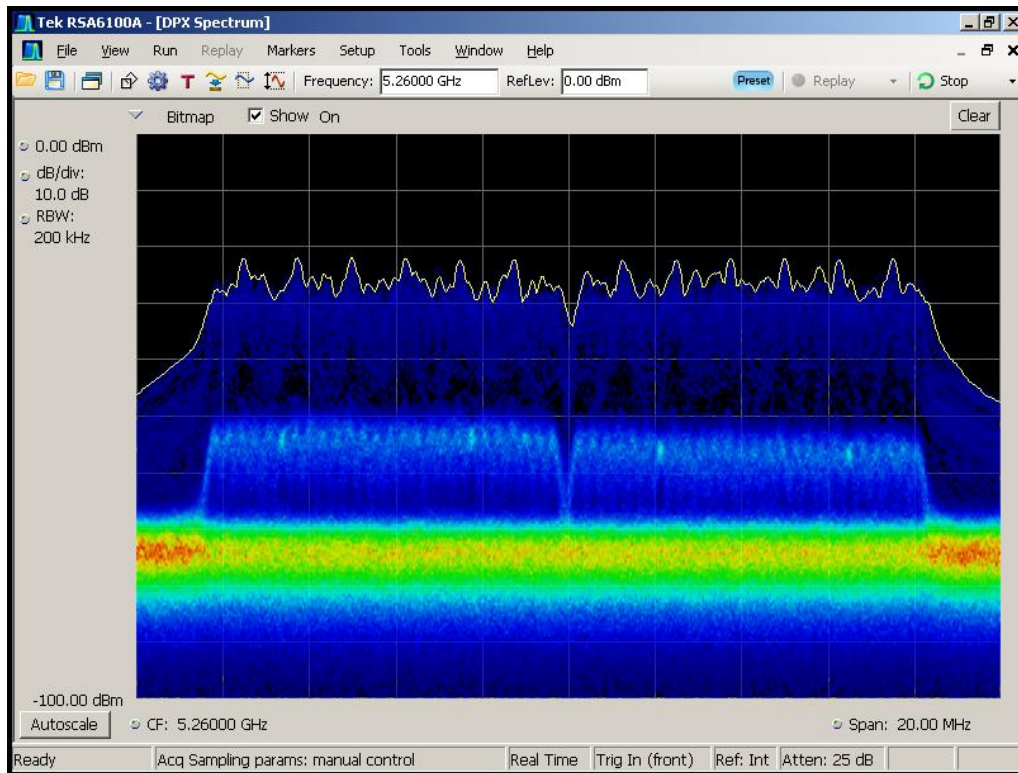 Tek RSA6100A - [DPX Spectrum]
File View Run Replay Markers Setup Tools Window Help
T Frequency: 5.26000 GHz RefLev: 0.00 dBm Preset Replay Stop
Bitmap Show On Clear
0.00 dBm
dB/div:
10.0 dB
RBW:
200 kHz
-100.00 dBm
Autoscale CF: 5.26000 GHz Span: 20.00 MHz
Ready Acq Sampling params: manual control Real Time Trig In (front) Ref: Int Atten: 25 dB